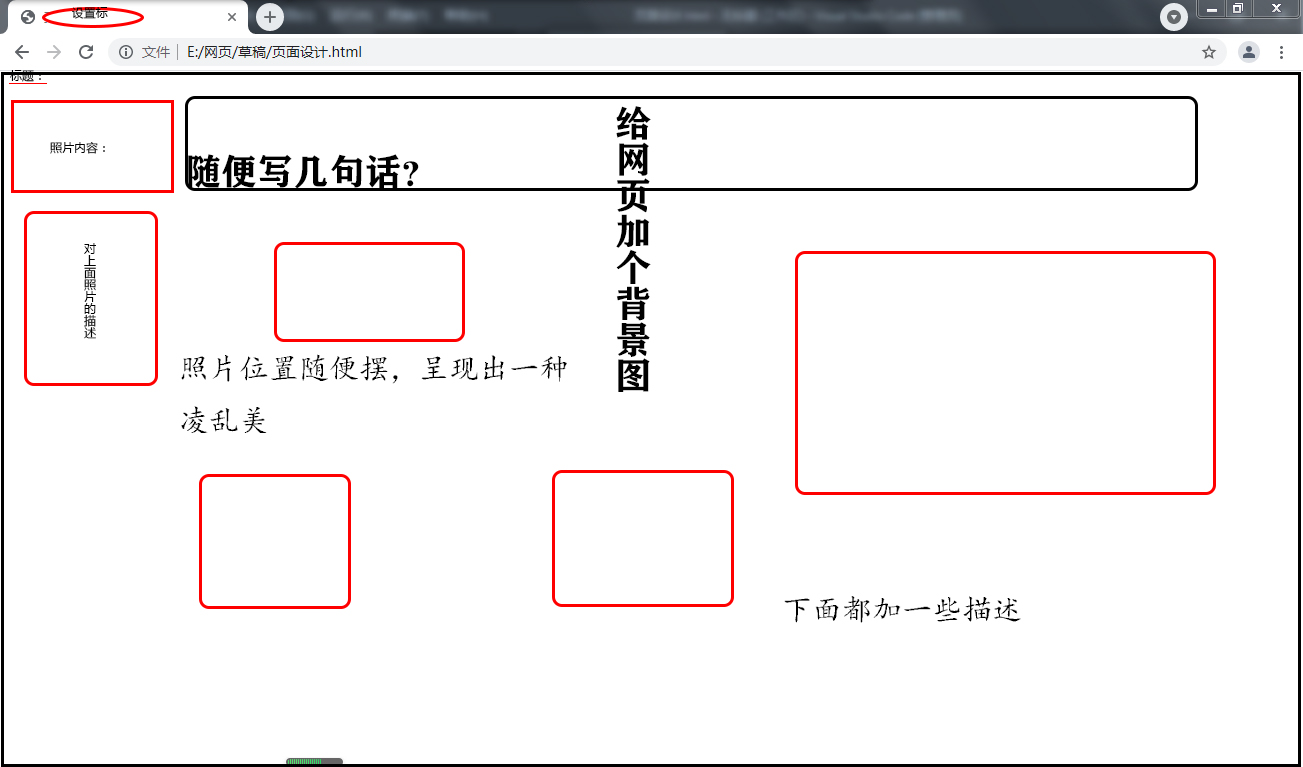 设置标
文件
E:/网页/草稿/页面设计.html
标题：
照片内容：
随便写几句话?
给网页加个背景图
对上面照片的描述
照片位置随便摆，呈现出一种
凌乱美
下面都加一些描述